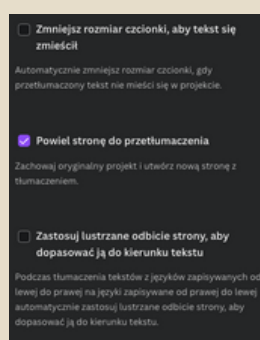 Zmniejsz rozmiar czcionki, aby tekst się
zmieścił
Automatycznie zmniejsz rozmiar czcionki, gdy
przetłumaczony tekst nie mieści się w projekcie.
Powiel stronę do przetłumaczenia
Zachowaj oryginalny projekt i utwórz nową stronę z
tłumaczeniem.
Zastosuj lustrzane odbicie strony, aby
dopasować ją do kierunku tekstu
Podczas tłumaczenia tekstów z języków zapisywanych od
lewej do prawej na języki zapisywane od prawej do lewej
automatycznie zastosuj lustrzane odbicie strony, aby
dopasować ją do kierunku tekstu.